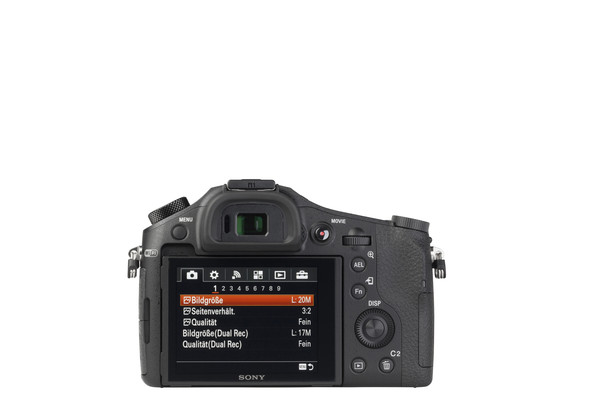 MENU
MOVIE
AEL
1 2 3 4 5 6 7 8 9
Bildgröße L: 20M
Fn
Seitenverhält. 3:2
DISP
Qualität Fein
Bildgröße(Dual Rec) L: 17M
Qualität(Dual Rec) Fein
C2
SONY